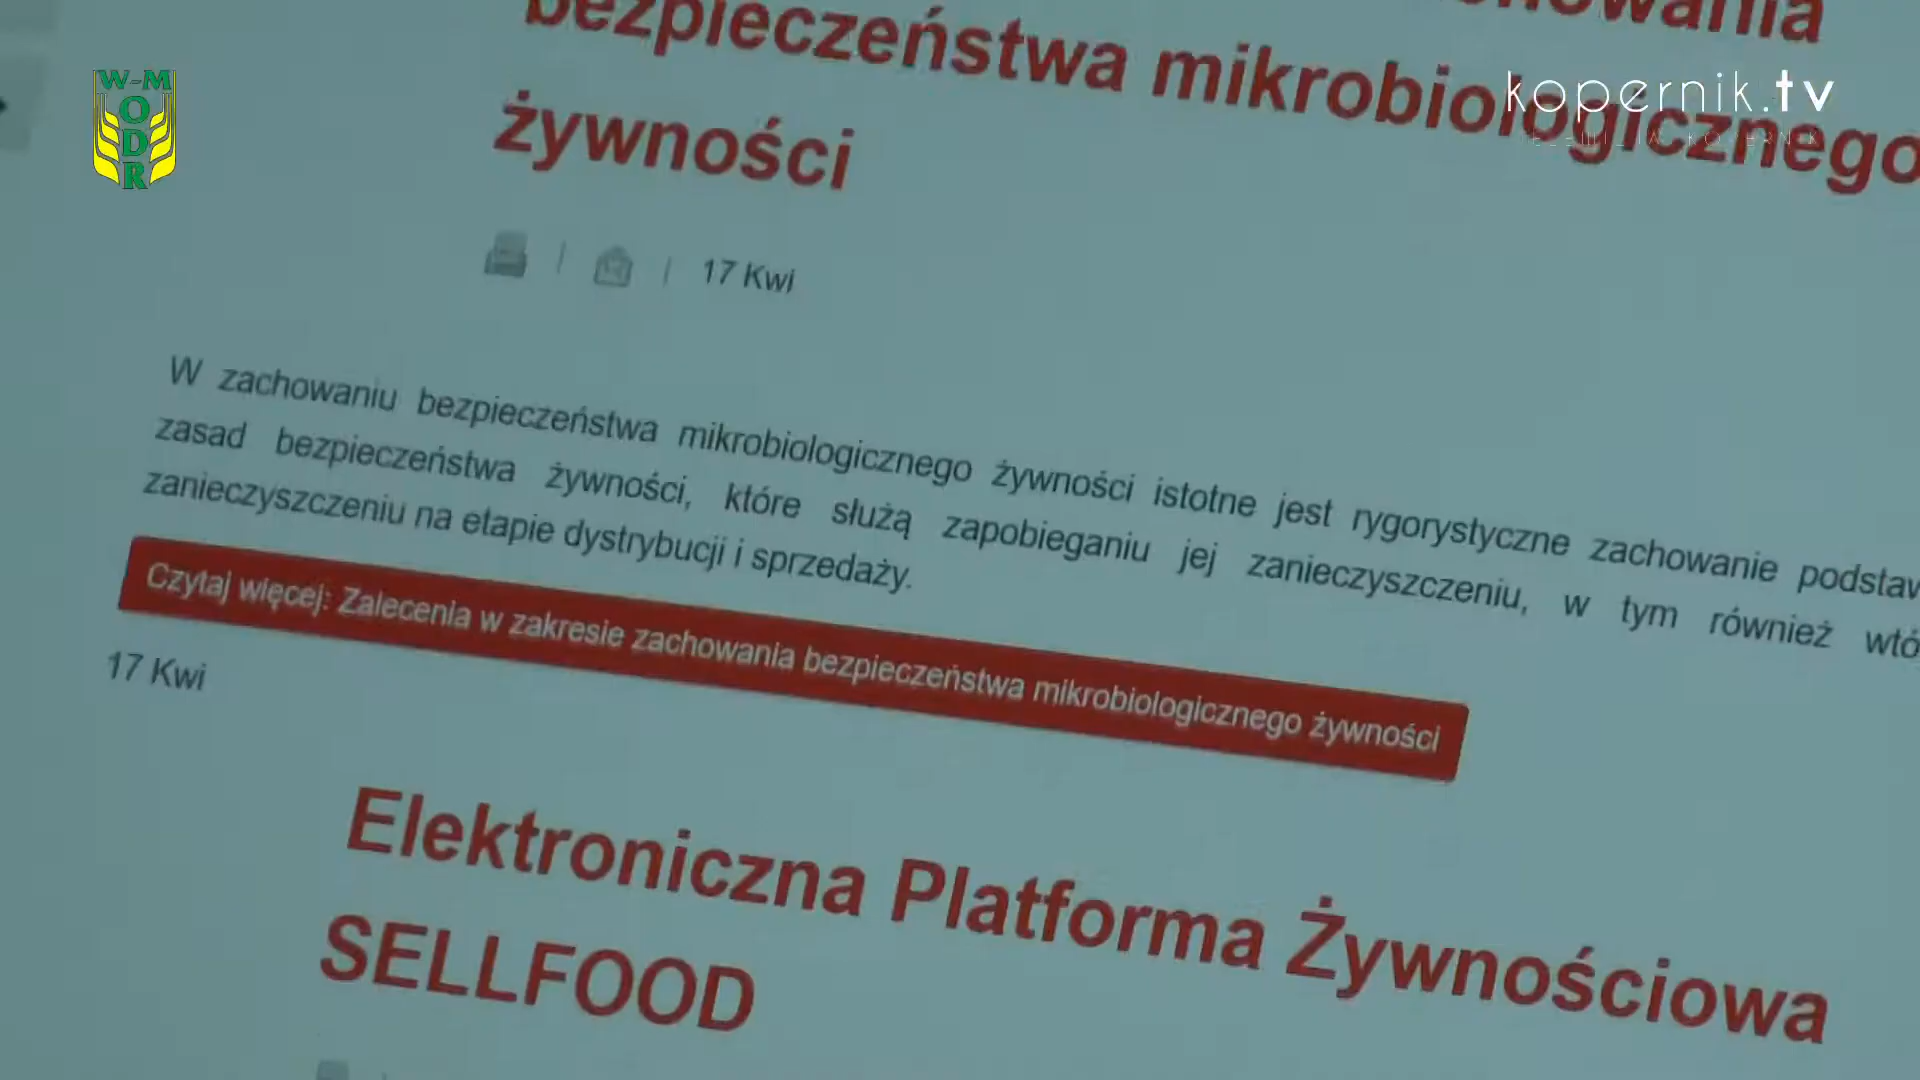 bezpieczeństwa mikrobiologicznego
żywności
17 Kwi
W zachowaniu bezpieczeństwa mikrobiologicznego żywności istotne jest rygorystyczne zachowanie
zasad bezpieczeństwa żywności, które służą zapobieganiu jej zanieczyszczeniu, w tym również
zanieczyszczeniu na etapie dystrybucji i sprzedaży.
Czytaj więcej: Zalecenia w zakresie zachowania bezpieczeństwa mikrobiologicznego żywności
17 Kwi
Elektroniczna Platforma Żywnościowa
SELLFOOD
W-M
ODR
kopernik.tv